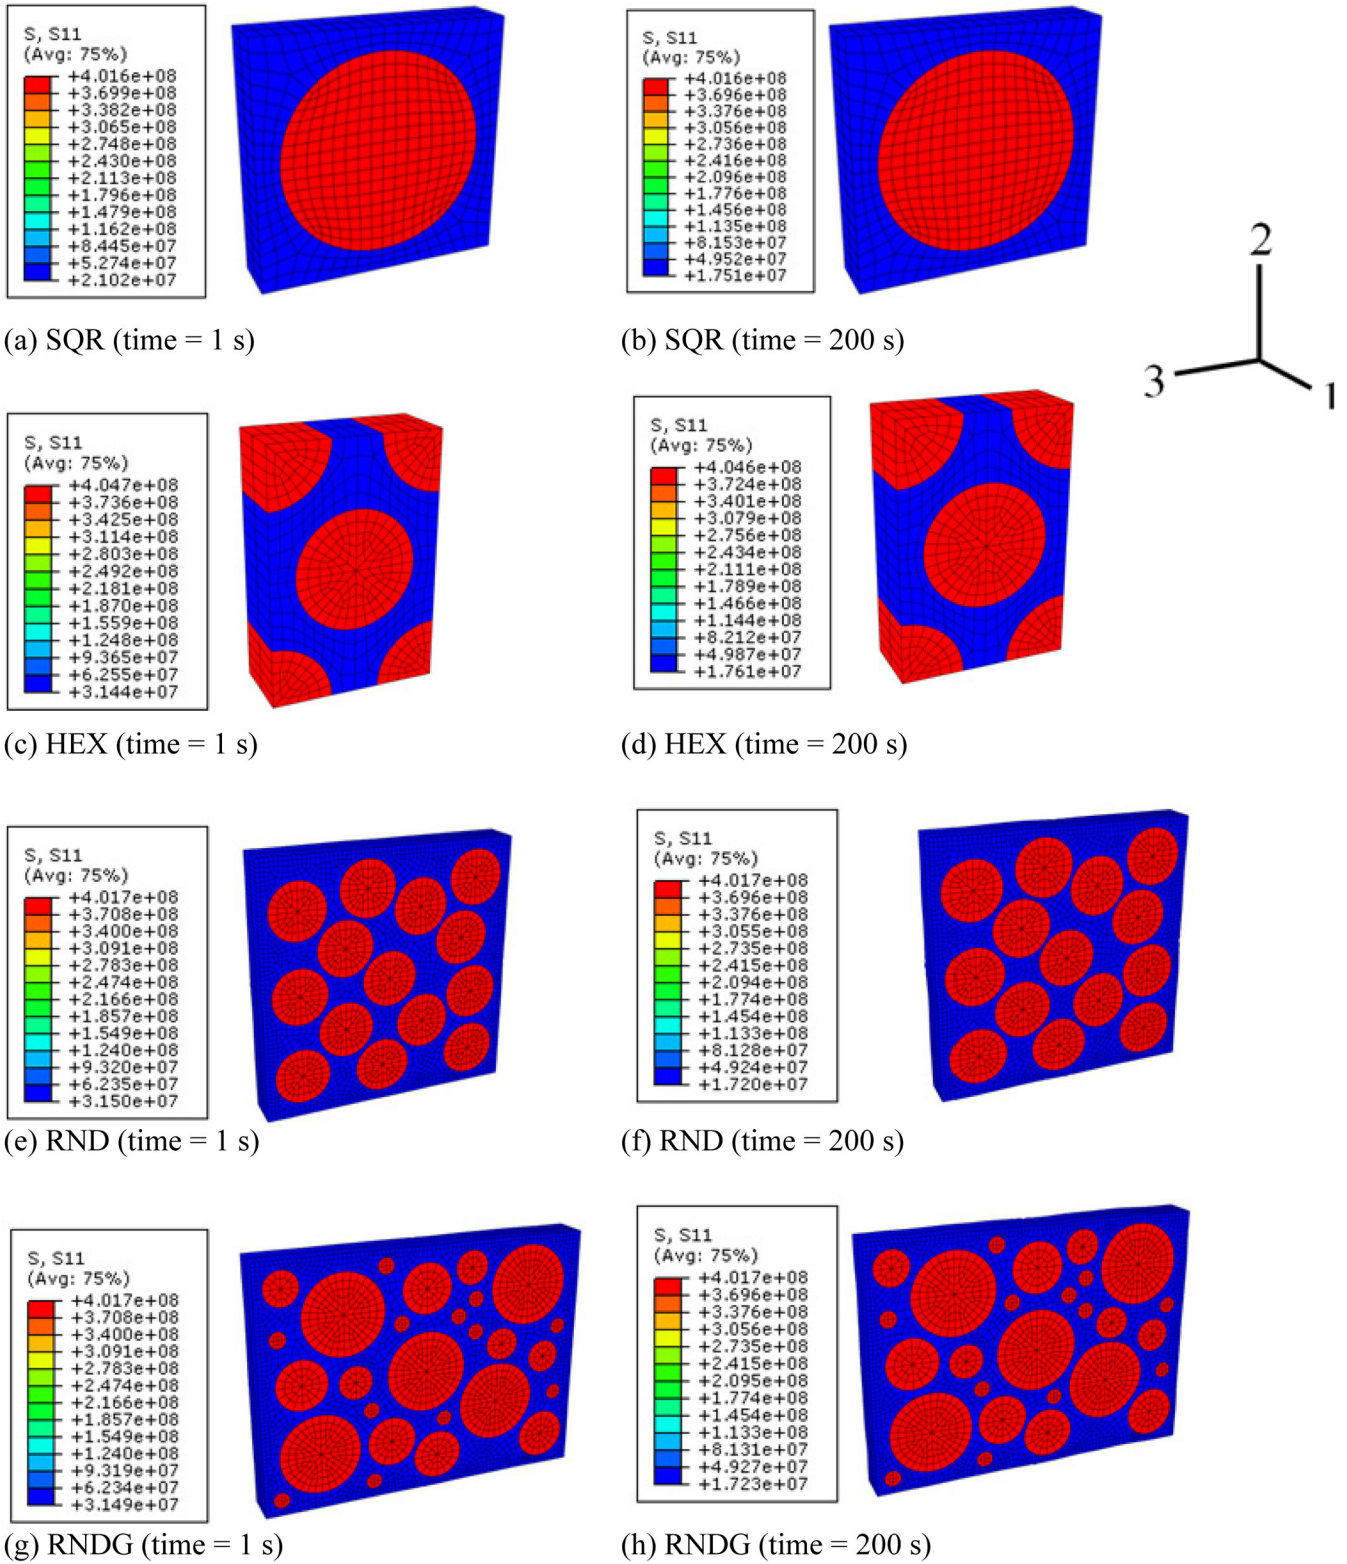 S, S11
(Avg: 75%)
+4.016e+08
+3.699e+08
+3.382e+08
+3.065e+08
+2.748e+08
+2.430e+08
+2.113e+08
+1.796e+08
+1.479e+08
+1.162e+08
+8.445e+07
+5.274e+07
+2.102e+07
(a) SQR (time = 1 s)
S, S11
(Avg: 75%)
+4.016e+08
+3.696e+08
+3.376e+08
+3.056e+08
+2.736e+08
+2.416e+08
+2.096e+08
+1.776e+08
+1.456e+08
+1.135e+08
+8.153e+07
+4.952e+07
+1.751e+07
(b) SQR (time = 200 s)
2
3
1
S, S11
(Avg: 75%)
+4.047e+08
+3.736e+08
+3.425e+08
+3.114e+08
+2.803e+08
+2.492e+08
+2.181e+08
+1.870e+08
+1.559e+08
+1.248e+08
+9.365e+07
+6.255e+07
+3.144e+07
(c) HEX (time = 1 s)
S, S11
(Avg: 75%)
+4.046e+08
+3.724e+08
+3.401e+08
+3.079e+08
+2.756e+08
+2.434e+08
+2.111e+08
+1.789e+08
+1.466e+08
+1.144e+08
+8.212e+07
+4.987e+07
+1.761e+07
(d) HEX (time = 200 s)
S, S11
(Avg: 75%)
+4.017e+08
+3.708e+08
+3.400e+08
+3.091e+08
+2.783e+08
+2.474e+08
+2.166e+08
+1.857e+08
+1.549e+08
+1.240e+08
+9.320e+07
+6.235e+07
+3.150e+07
(e) RND (time = 1 s)
S, S11
(Avg: 75%)
+4.017e+08
+3.696e+08
+3.376e+08
+3.055e+08
+2.735e+08
+2.415e+08
+2.094e+08
+1.774e+08
+1.454e+08
+1.133e+08
+8.128e+07
+4.924e+07
+1.720e+07
(f) RND (time = 200 s)
S, S11
(Avg: 75%)
+4.017e+08
+3.708e+08
+3.400e+08
+3.091e+08
+2.783e+08
+2.474e+08
+2.166e+08
+1.857e+08
+1.549e+08
+1.240e+08
+9.319e+07
+6.234e+07
+3.149e+07
(g) RNDG (time = 1 s)
S, S11
(Avg: 75%)
+4.017e+08
+3.696e+08
+3.376e+08
+3.056e+08
+2.735e+08
+2.415e+08
+2.095e+08
+1.774e+08
+1.454e+08
+1.133e+08
+8.131e+07
+4.927e+07
+1.723e+07
(h) RNDG (time = 200 s)